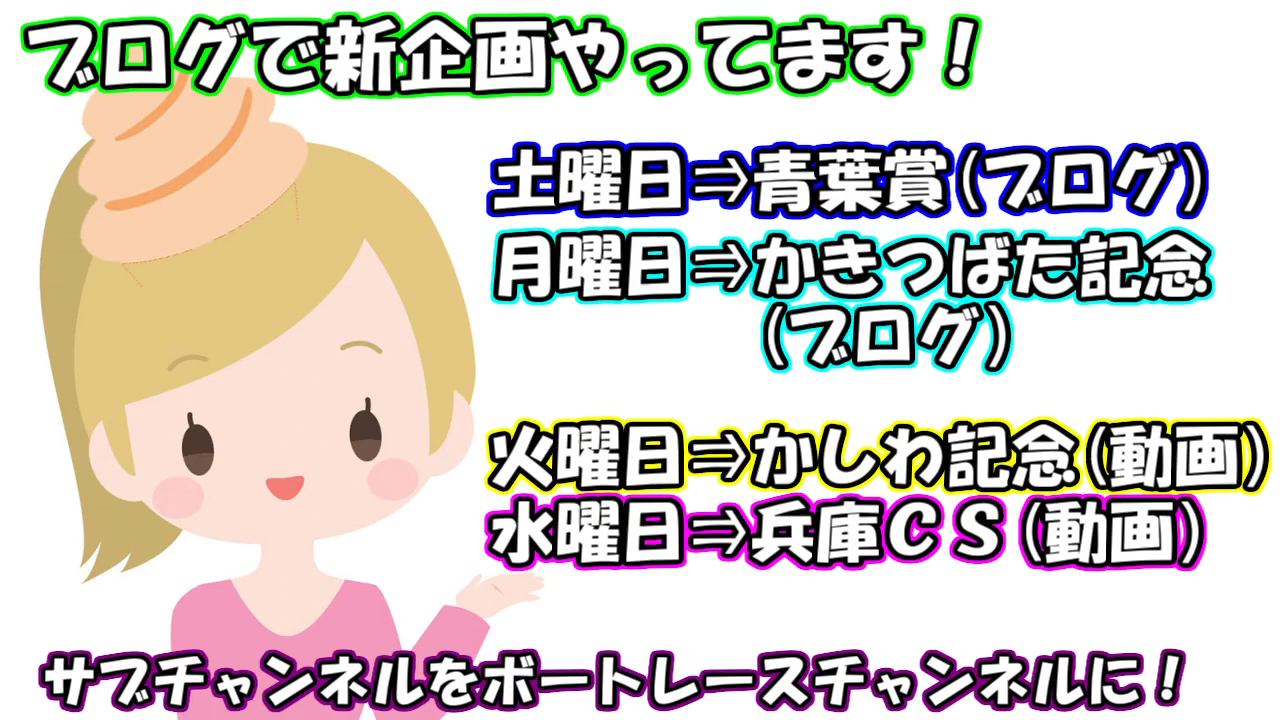 ブログで新企画やってます！
土曜日⇒青葉賞(ブログ)
月曜日⇒かきつばた記念
(ブログ)
火曜日⇒かしわ記念(動画)
水曜日⇒兵庫ＣＳ(動画)
サブチャンネルをボートレースチャンネルに！